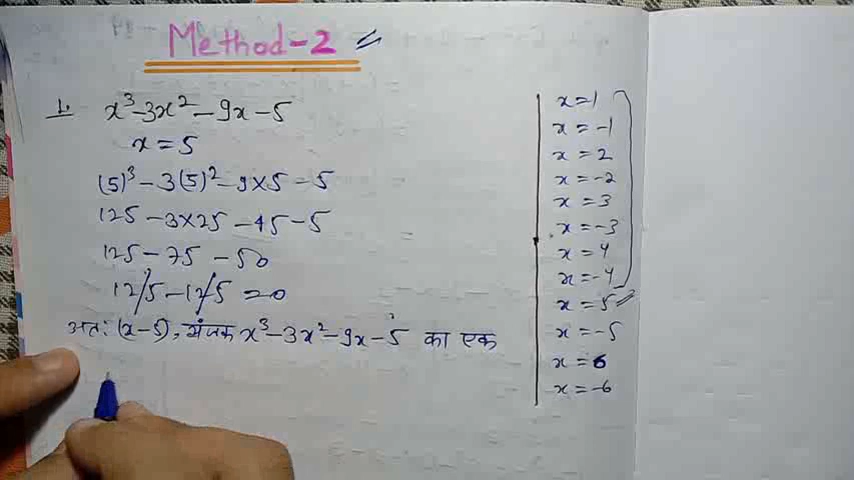 Method-2
1. x³-3x²-9x-5
x=5
(5)³-3(5)²-9×5-5
125-3×25-45-5
125-75-50
125-125=0
अतः (x-5), व्यंजक x³-3x²-9x-5 का एक
x=1
x=-1
x=2
x=-2
x=3
x=-3
x=4
x=-4
x=5
x=-5
x=6
x=-6